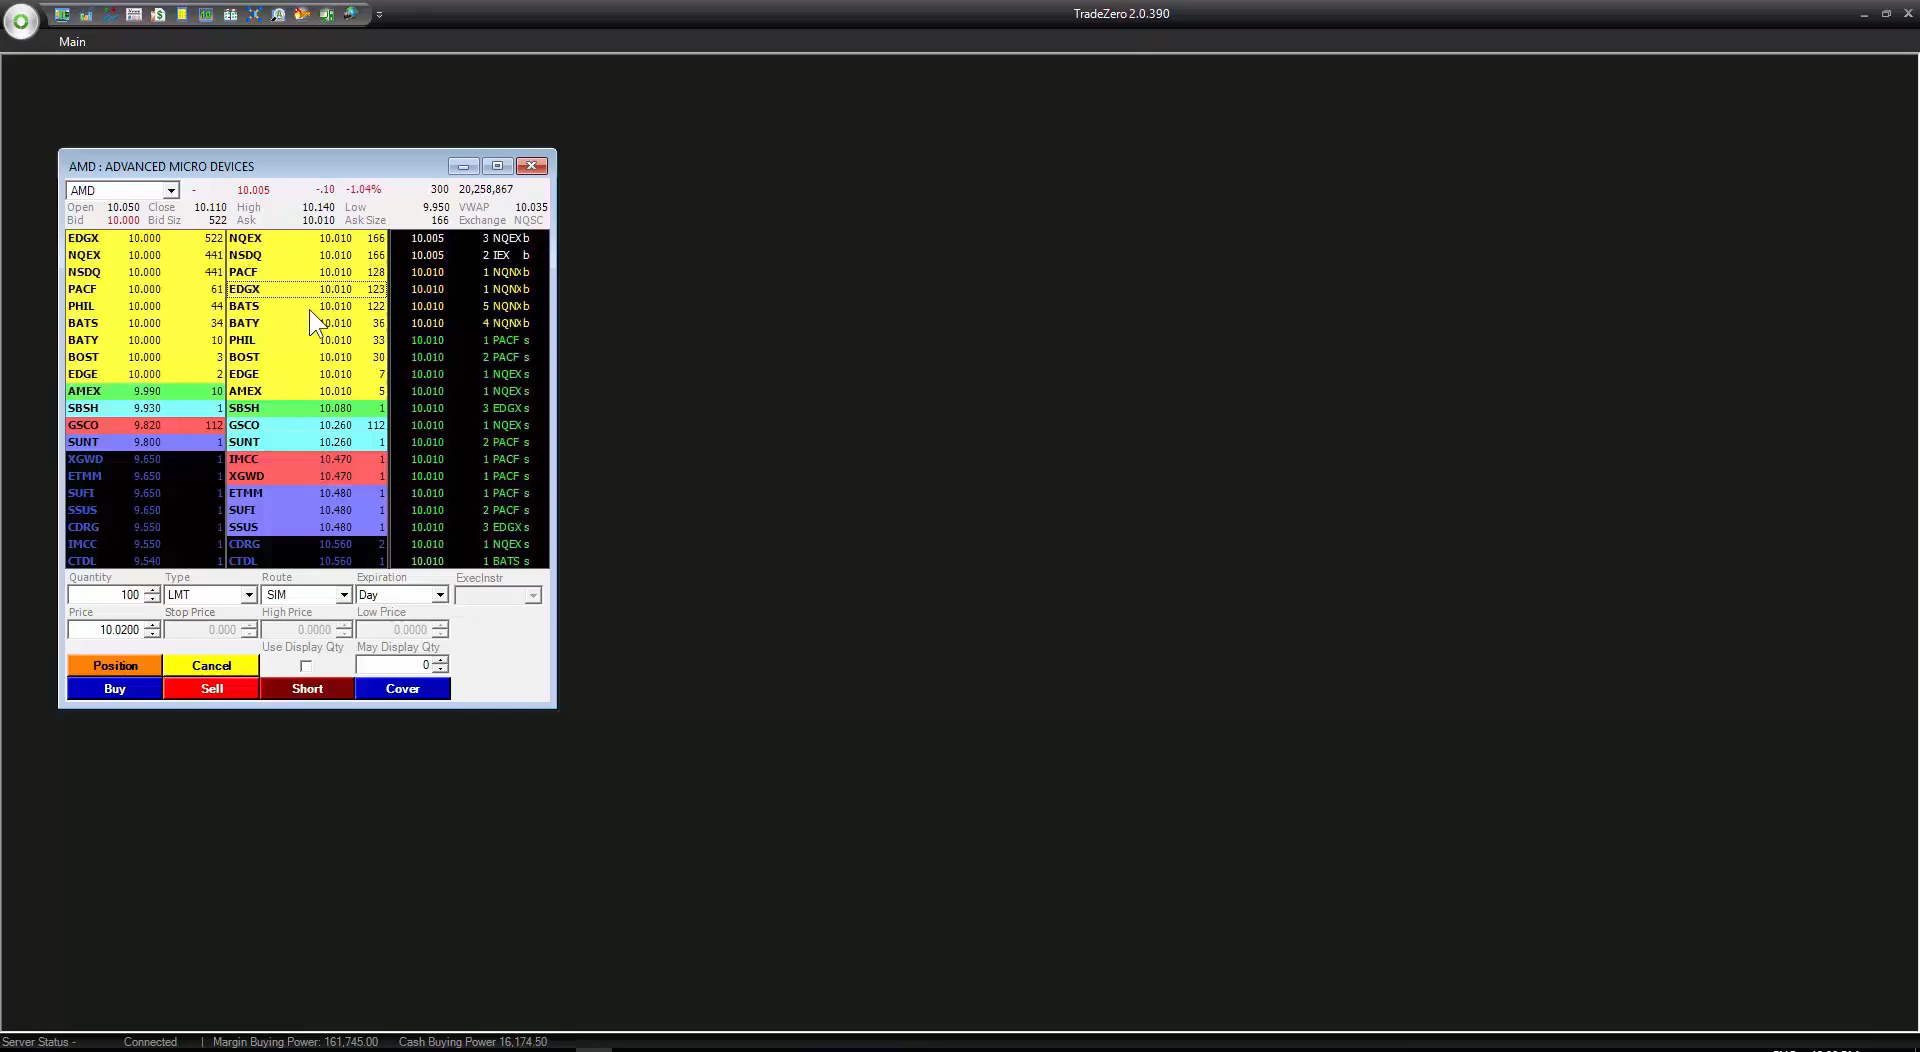 TradeZero 2.0.390
Main
AMD : ADVANCED MICRO DEVICES
AMD - 10.005 -.10 -1.04% 300 20,258,867
Open 10.050 Close 10.110 High 10.140 Low 9.950 VWAP 10.035
Bid 10.000 Bid Siz 522 Ask 10.010 Ask Size 166 Exchange NQSC
EDGX 10.000 522 NQEX 10.010 166 10.005 3 NQEX b
NQEX 10.000 441 NSDQ 10.010 166 10.005 2 IEX b
NSDQ 10.000 441 PACF 10.010 128 10.010 1 NQNX b
PACF 10.000 61 EDGX 10.010 123 10.010 1 NQNX b
PHIL 10.000 44 BATS 10.010 122 10.010 5 NQNX b
BATS 10.000 34 BATY 10.010 36 10.010 4 NQNX b
BATY 10.000 10 PHIL 10.010 33 10.010 1 PACF s
BOST 10.000 3 BOST 10.010 30 10.010 2 PACF s
EDGE 10.000 2 EDGE 10.010 7 10.010 1 NQEX s
AMEX 9.990 10 AMEX 10.010 5 10.010 1 NQEX s
SBSH 9.930 1 SBSH 10.080 1 10.010 3 EDGX s
GSCO 9.820 112 GSCO 10.260 112 10.010 1 NQEX s
SUNT 9.800 1 SUNT 10.260 1 10.010 2 PACF s
XGWD 9.650 1 IMCC 10.470 1 10.010 1 PACF s
ETMM 9.650 1 XGWD 10.470 1 10.010 1 PACF s
SUFI 9.650 1 ETMM 10.480 1 10.010 1 PACF s
SSUS 9.650 1 SUFI 10.480 1 10.010 2 PACF s
CDRG 9.550 1 SSUS 10.480 1 10.010 3 EDGX s
IMCC 9.550 1 CDRG 10.560 2 10.010 1 NQEX s
CTDL 9.540 1 CTDL 10.560 1 10.010 1 BATS s
Quantity Type Route Expiration ExecInstr
100 LMT SIM Day
Price Stop Price High Price Low Price
10.0200 0.000 0.0000 0.0000
Use Display Qty May Display Qty
Position Cancel 0
Buy Sell Short Cover
Server Status - Connected | Margin Buying Power: 161,745.00 Cash Buying Power 16,174.50